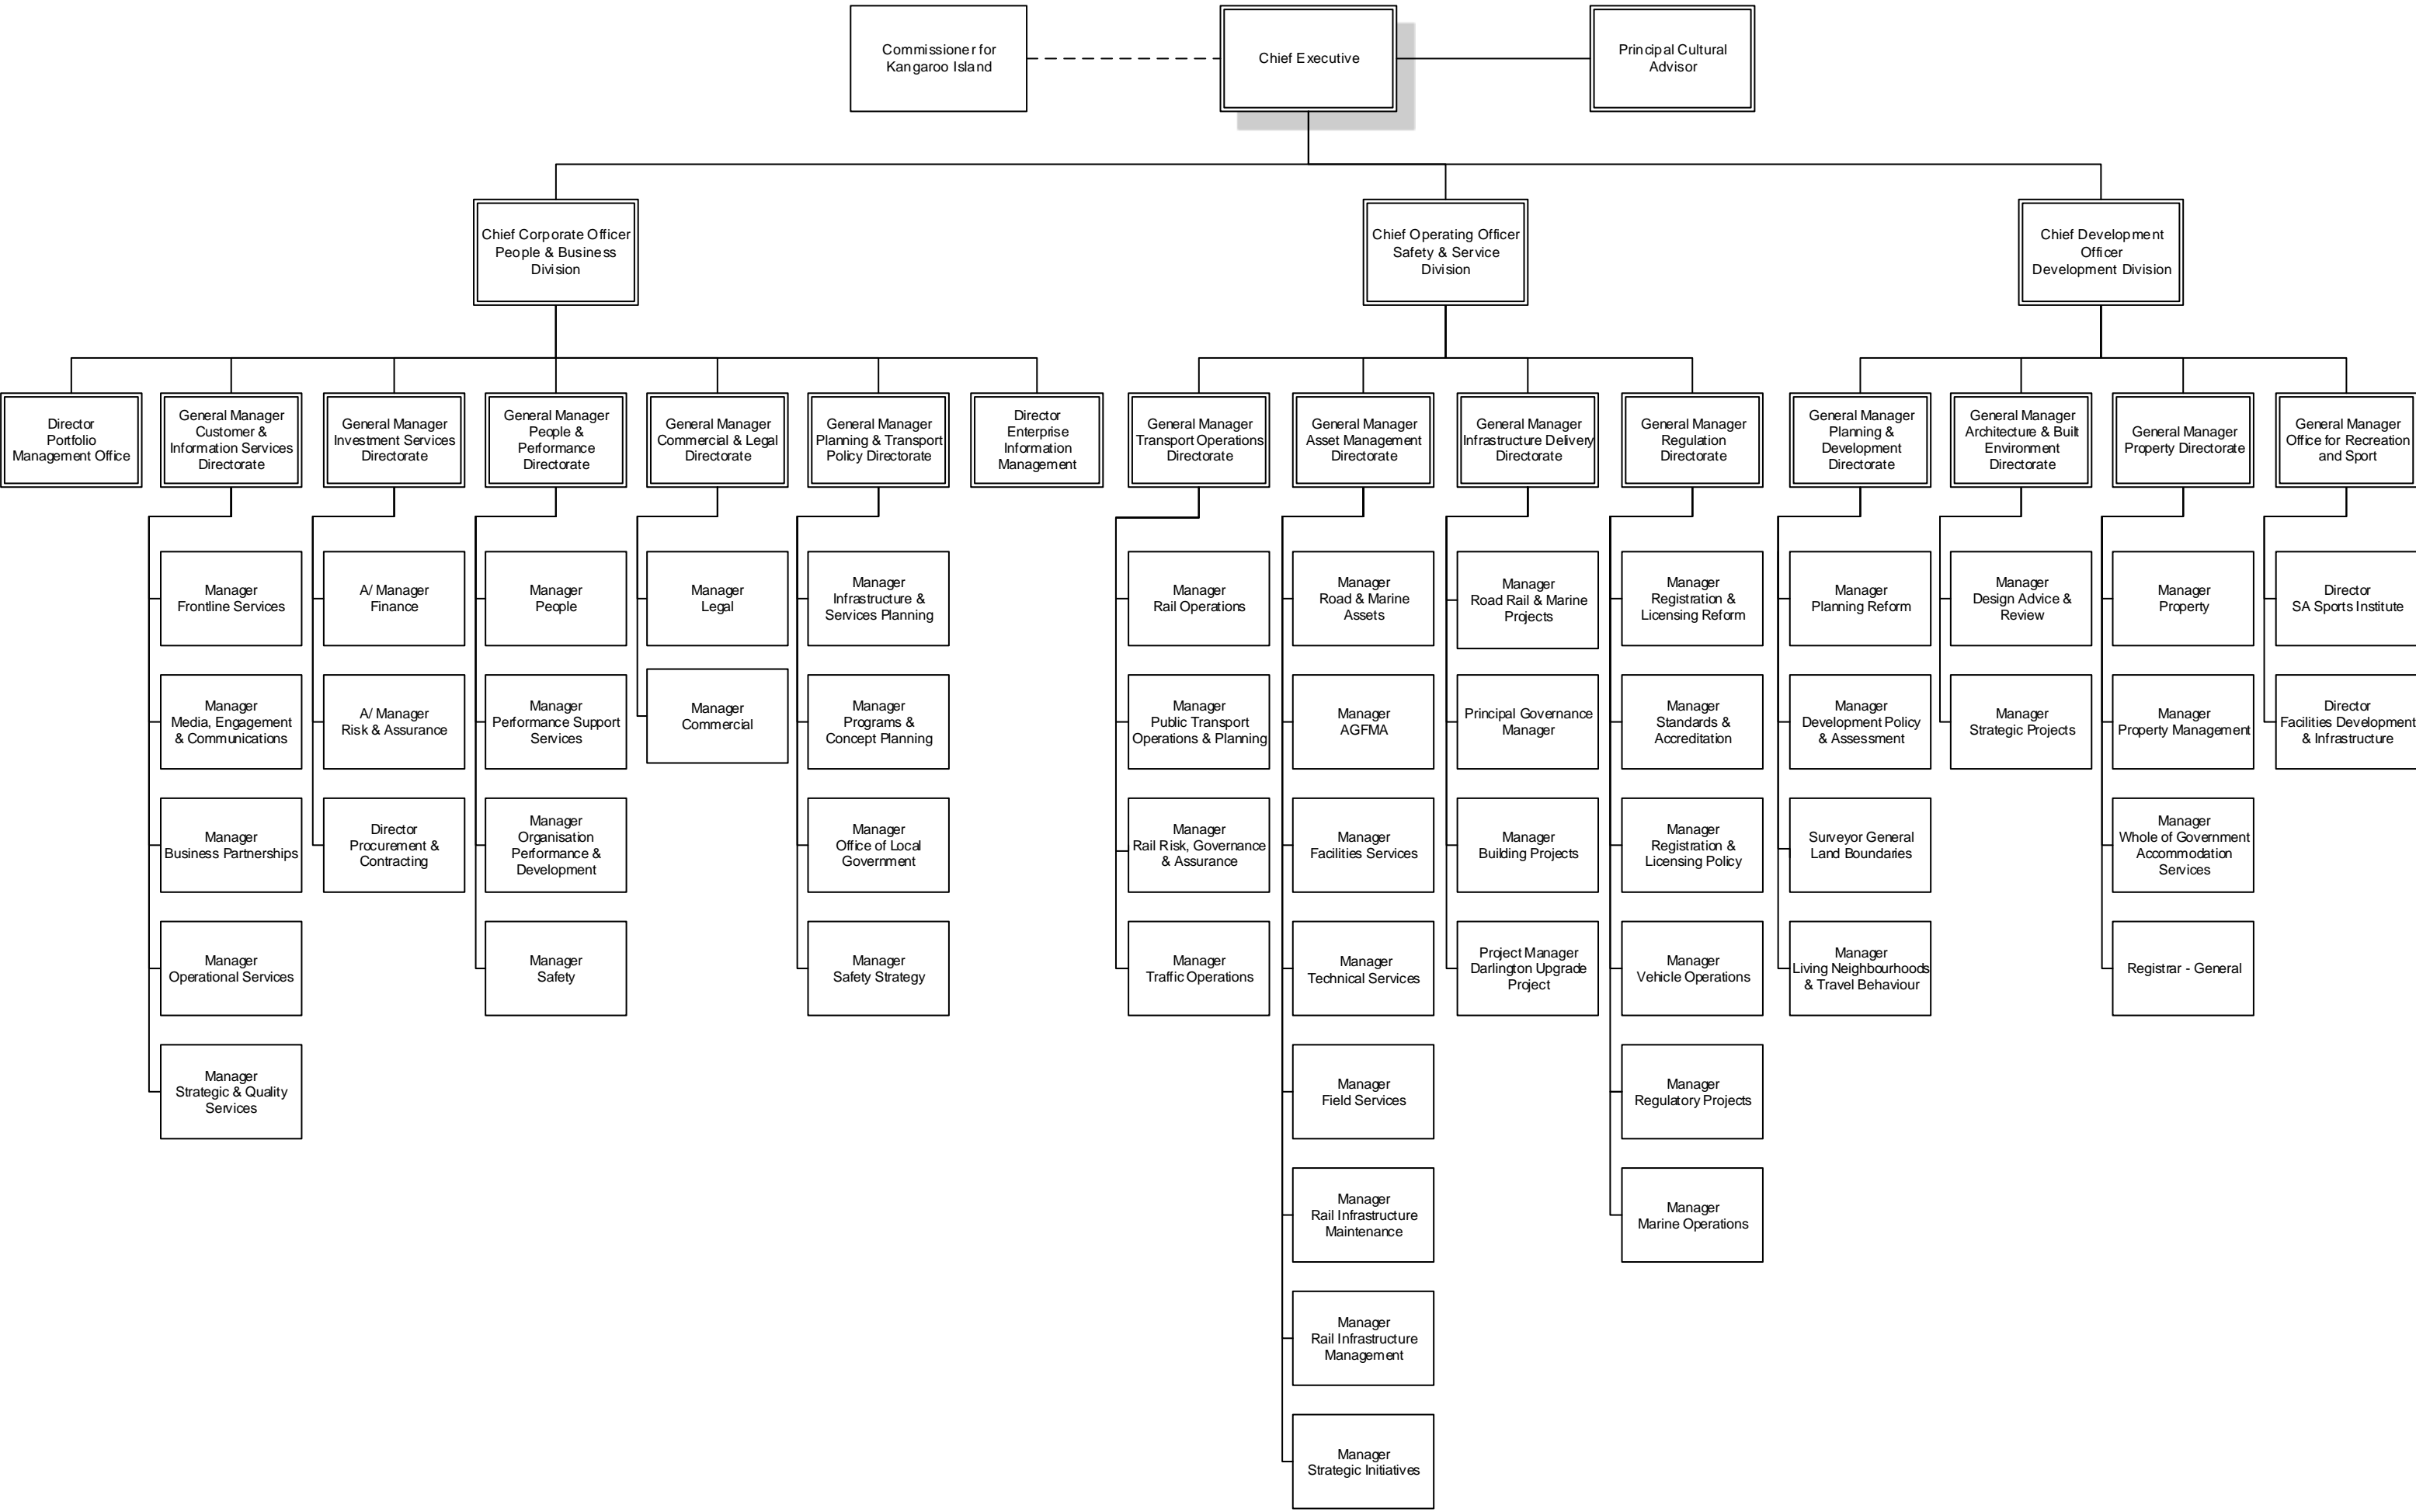 Commissioner for
Kangaroo Island
Chief Executive
Principal Cultural
Advisor
Chief Corporate Officer
People & Business
Division
Chief Operating Officer
Safety & Service
Division
Chief Development
Officer
Development Division
Director
Portfolio
Management Office
General Manager
Customer &
Information Services
Directorate
General Manager
Investment Services
Directorate
General Manager
People &
Performance
Directorate
General Manager
Commercial & Legal
Directorate
General Manager
Planning & Transport
Policy Directorate
Director
Enterprise
Information
Management
General Manager
Transport Operations
Directorate
General Manager
Asset Management
Directorate
General Manager
Infrastructure Delivery
Directorate
General Manager
Regulation
Directorate
General Manager
Planning &
Development
Directorate
General Manager
Architecture & Built
Environment
Directorate
General Manager
Property Directorate
General Manager
Office for Recreation
and Sport
Manager
Frontline Services
Manager
Media, Engagement
& Communications
Manager
Business Partnerships
Manager
Operational Services
Manager
Strategic & Quality
Services
A/ Manager
Finance
A/ Manager
Risk & Assurance
Director
Procurement &
Contracting
Manager
People
Manager
Performance Support
Services
Manager
Organisation
Performance &
Development
Manager
Safety
Manager
Legal
Manager
Commercial
Manager
Infrastructure &
Services Planning
Manager
Programs &
Concept Planning
Manager
Office of Local
Government
Manager
Safety Strategy
Manager
Rail Operations
Manager
Public Transport
Operations & Planning
Manager
Rail Risk, Governance
& Assurance
Manager
Traffic Operations
Manager
Road & Marine
Assets
Manager
AGFMA
Manager
Facilities Services
Manager
Technical Services
Manager
Field Services
Manager
Rail Infrastructure
Maintenance
Manager
Rail Infrastructure
Management
Manager
Strategic Initiatives
Manager
Road Rail & Marine
Projects
Principal Governance
Manager
Manager
Building Projects
Project Manager
Darlington Upgrade
Project
Manager
Registration &
Licensing Reform
Manager
Standards &
Accreditation
Manager
Registration &
Licensing Policy
Manager
Vehicle Operations
Manager
Regulatory Projects
Manager
Marine Operations
Manager
Planning Reform
Manager
Development Policy
& Assessment
Surveyor General
Land Boundaries
Manager
Living Neighbourhoods
& Travel Behaviour
Manager
Design Advice &
Review
Manager
Strategic Projects
Manager
Property
Manager
Property Management
Manager
Whole of Government
Accommodation
Services
Registrar - General
Director
SA Sports Institute
Director
Facilities Development
& Infrastructure